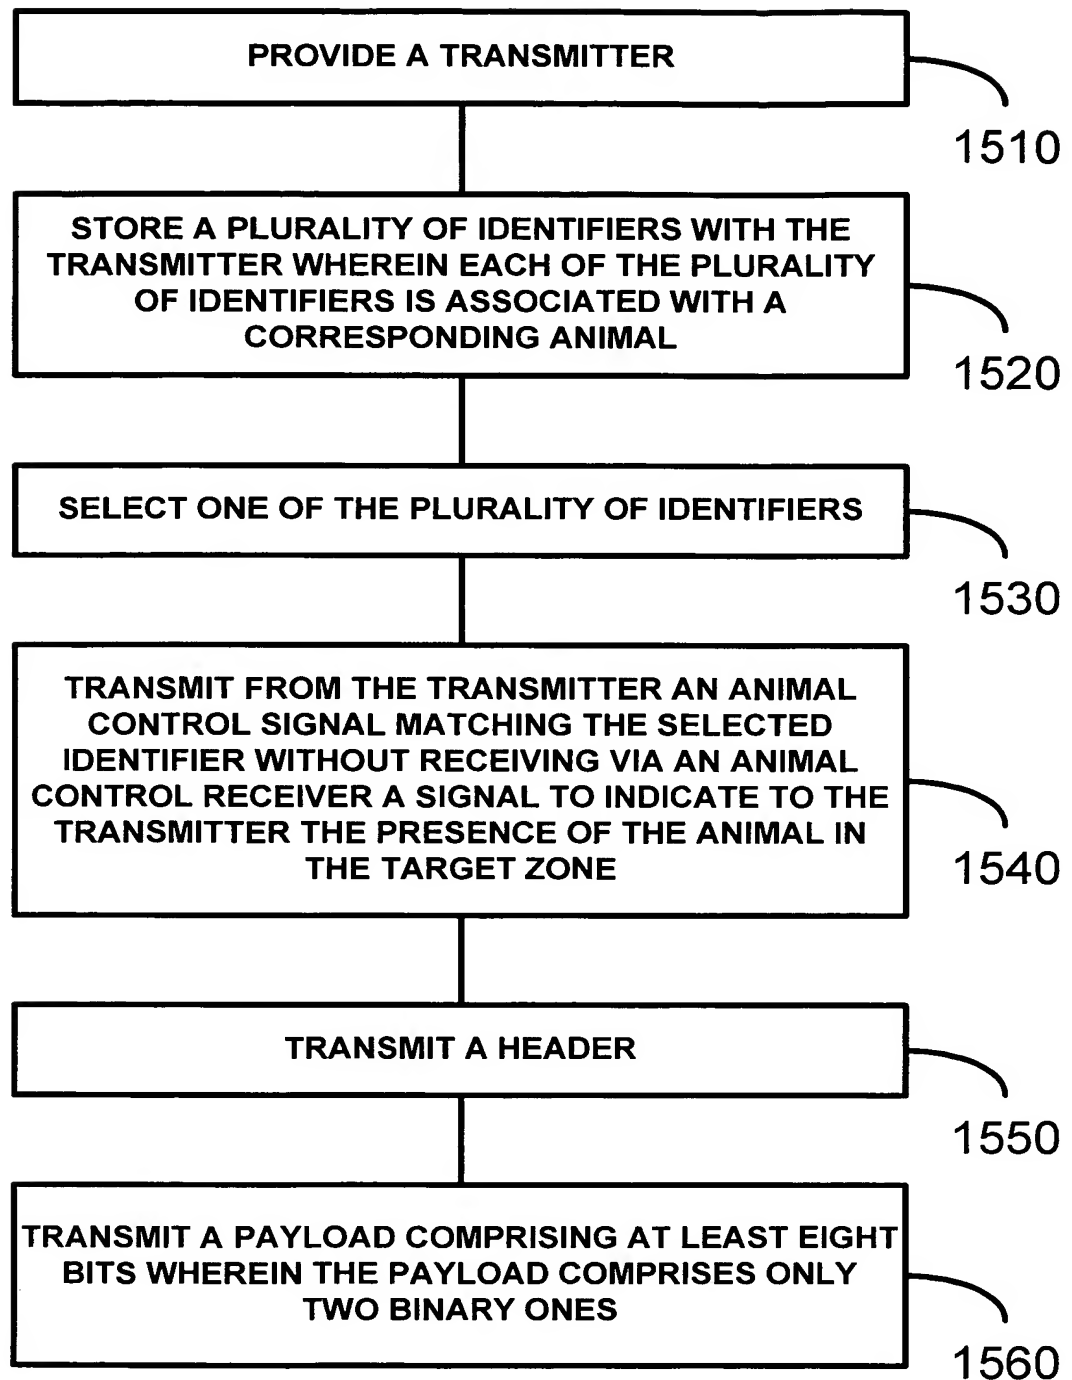 PROVIDE A TRANSMITTER
1510
STORE A PLURALITY OF IDENTIFIERS WITH THE
TRANSMITTER WHEREIN EACH OF THE PLURALITY
OF IDENTIFIERS IS ASSOCIATED WITH A
CORRESPONDING ANIMAL
1520
SELECT ONE OF THE PLURALITY OF IDENTIFIERS
1530
TRANSMIT FROM THE TRANSMITTER AN ANIMAL
CONTROL SIGNAL MATCHING THE SELECTED
IDENTIFIER WITHOUT RECEIVING VIA AN ANIMAL
CONTROL RECEIVER A SIGNAL TO INDICATE TO THE
TRANSMITTER THE PRESENCE OF THE ANIMAL IN
THE TARGET ZONE
1540
TRANSMIT A HEADER
1550
TRANSMIT A PAYLOAD COMPRISING AT LEAST EIGHT
BITS WHEREIN THE PAYLOAD COMPRISES ONLY
TWO BINARY ONES
1560